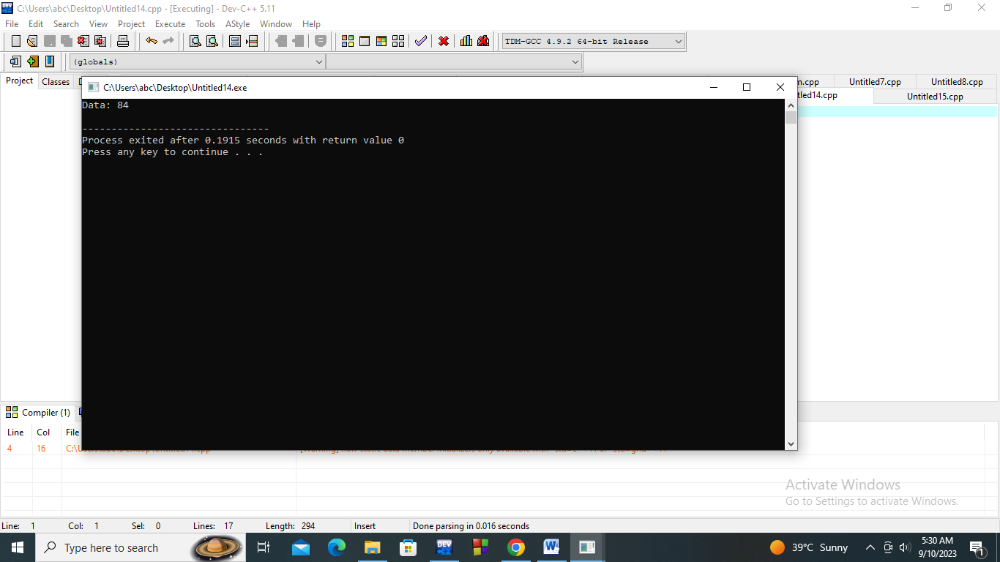 C:\Users\abc\Desktop\Untitled14.cpp - [Executing] - Dev-C++ 5.11
File Edit Search View Project Execute Tools AStyle Window Help
TDM-GCC 4.9.2 64-bit Release
(globals)
Project Classes
m.cpp Untitled7.cpp Untitled8.cpp
tled14.cpp Untitled15.cpp
C:\Users\abc\Desktop\Untitled14.exe
Data: 84
--------------------------------
Process exited after 0.1915 seconds with return value 0
Press any key to continue . . .
Compiler (1)
Line Col File
4 16
Activate Windows
Go to Settings to activate Windows.
Line: 1 Col: 1 Sel: 0 Lines: 17 Length: 294 Insert Done parsing in 0.016 seconds
Type here to search
39°C Sunny
5:30 AM
9/10/2023
1